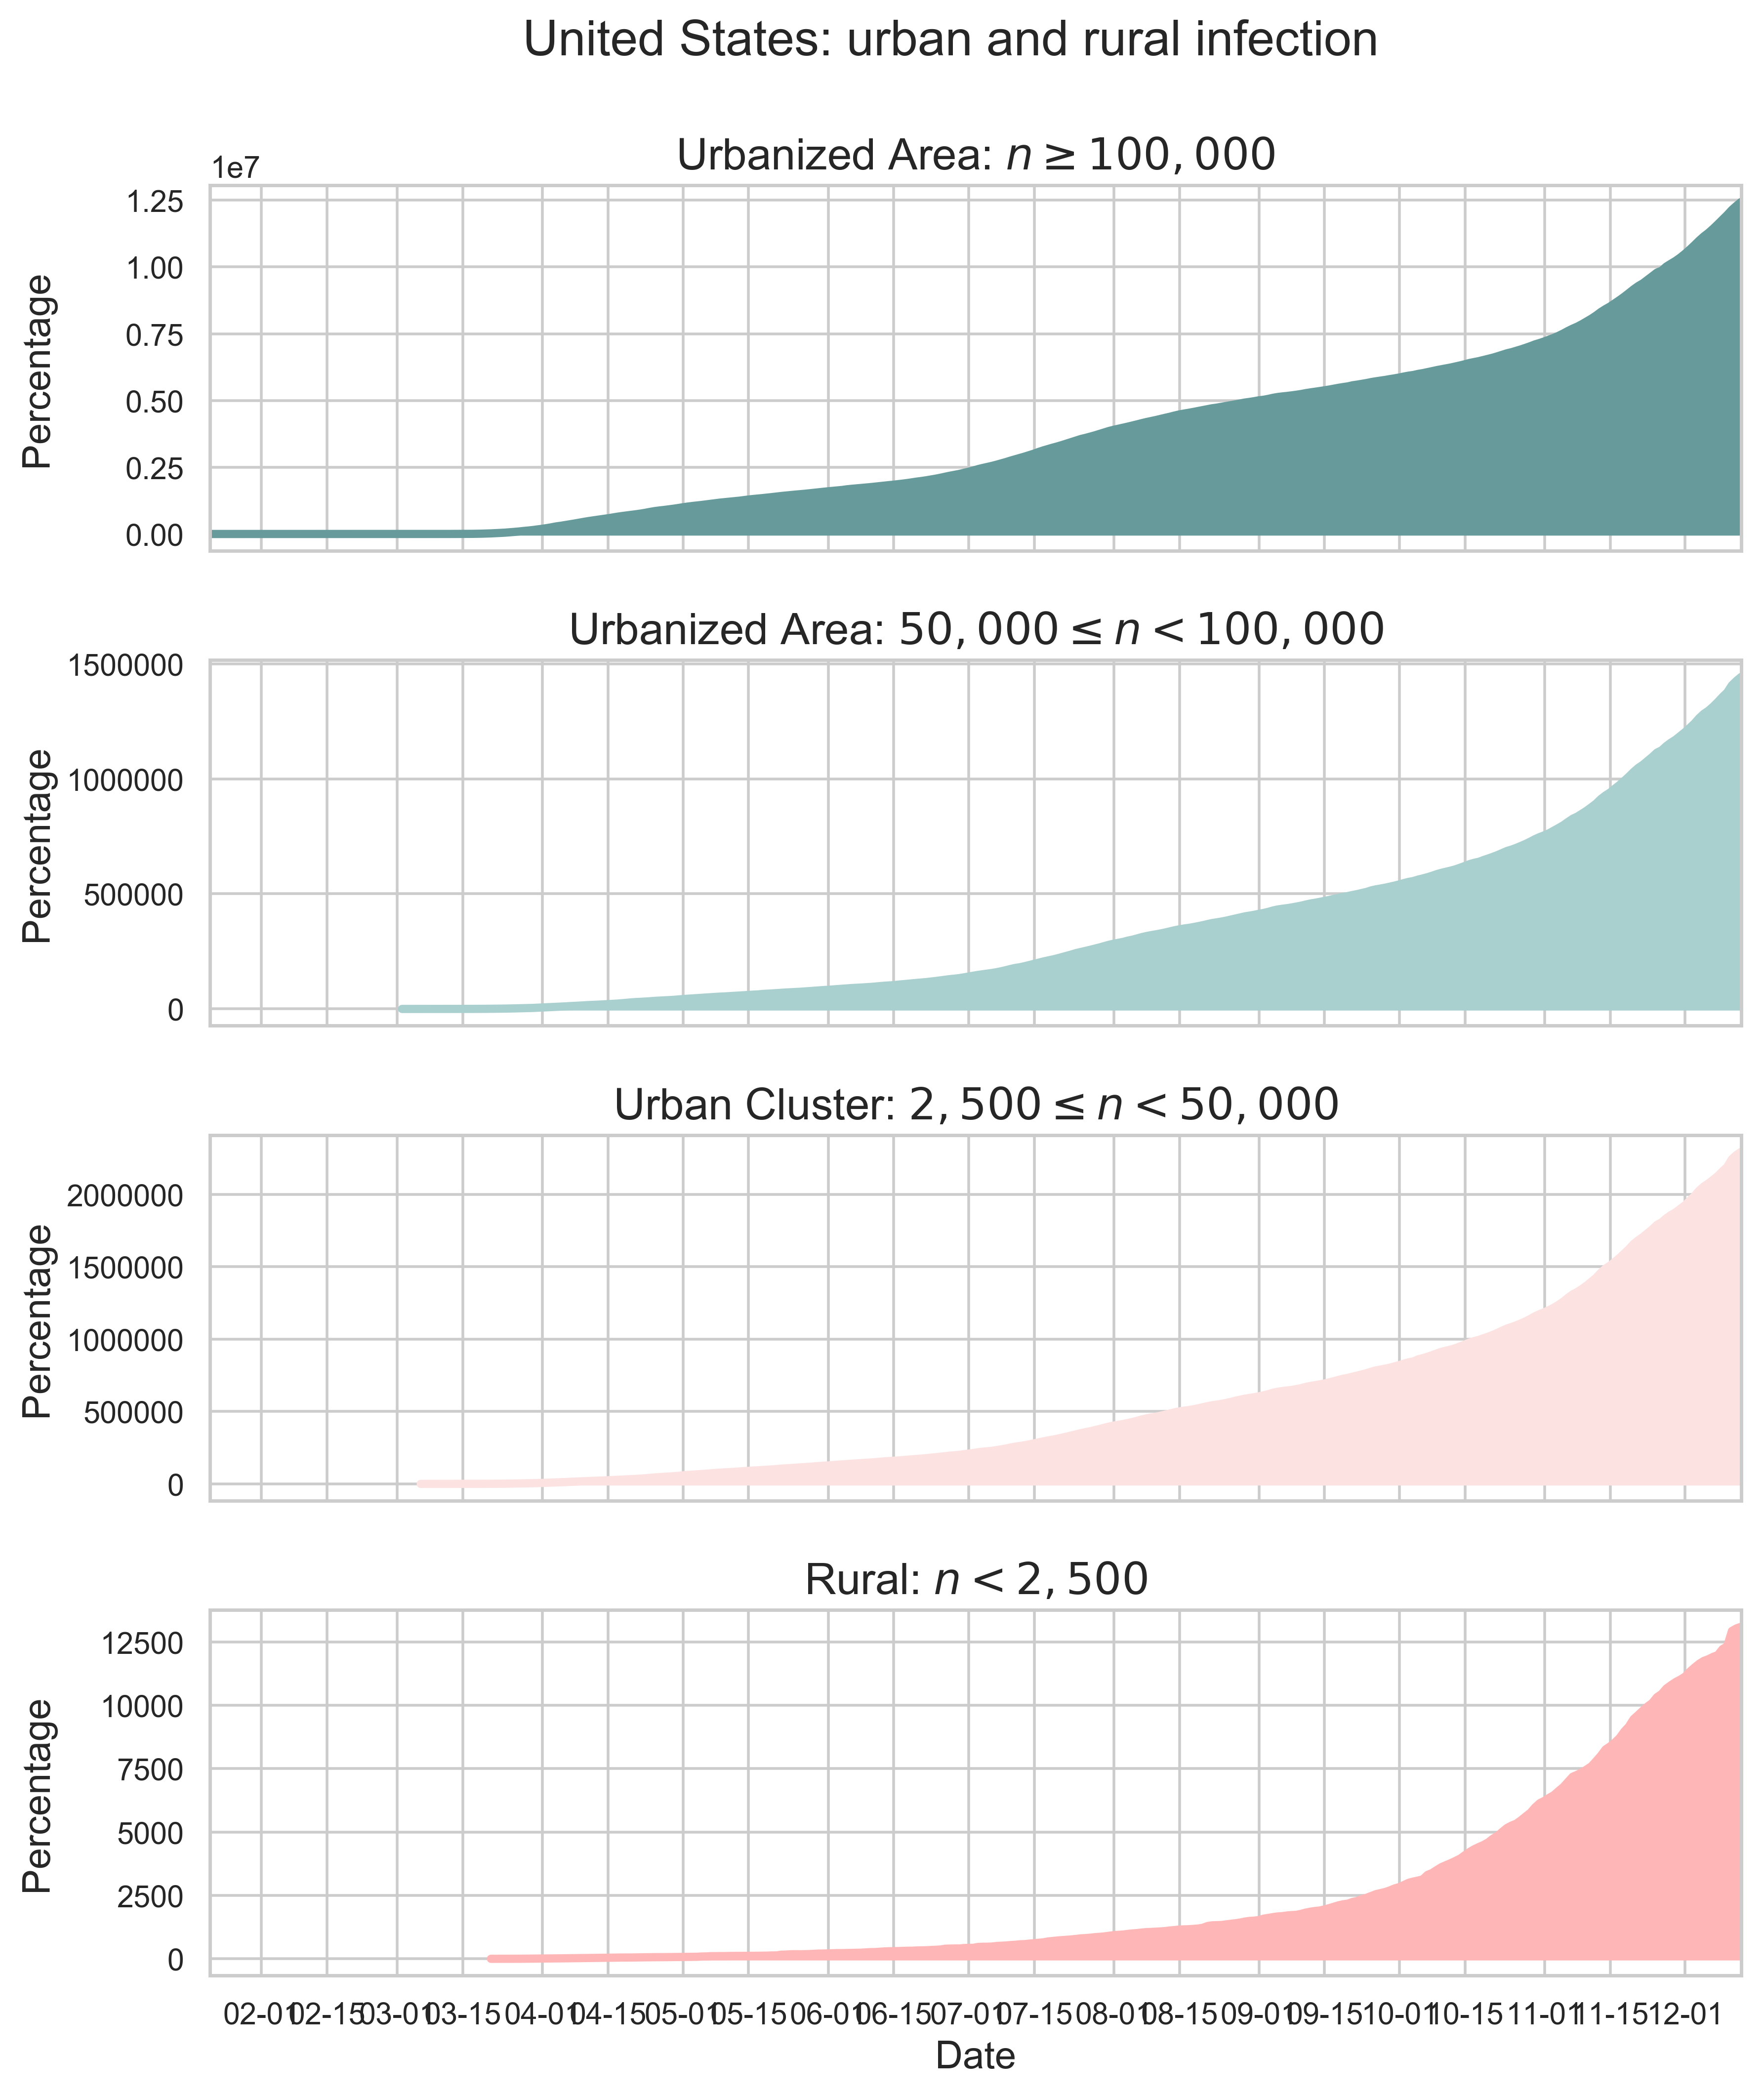 United States: urban and rural infection
Urbanized Area: n ≥ 100,000
1e7
1.25
1.00
0.75
0.50
0.25
0.00
Percentage
Urbanized Area: 50,000 ≤ n < 100,000
1500000
1000000
500000
0
Percentage
Urban Cluster: 2,500 ≤ n < 50,000
2000000
1500000
1000000
500000
0
Percentage
Rural: n < 2,500
12500
10000
7500
5000
2500
0
Percentage
02-01 02-15 03-01 03-15 04-01 04-15 05-01 05-15 06-01 06-15 07-01 07-15 08-01 08-15 09-01 09-15 10-01 10-15 11-01 11-15 12-01
Date